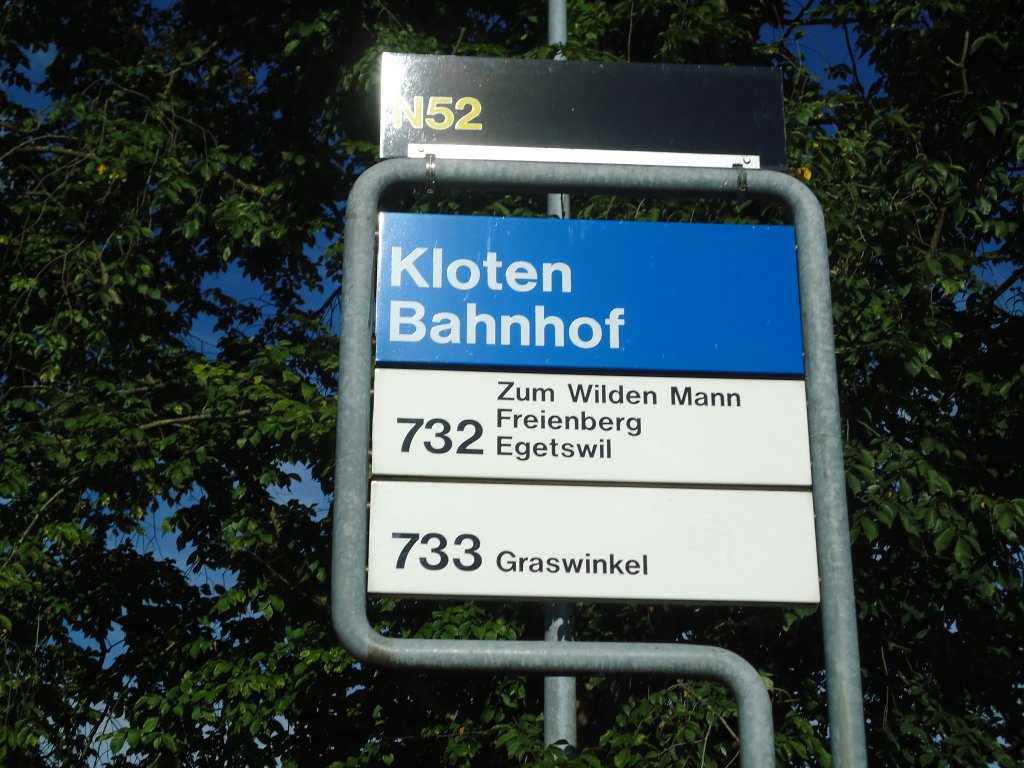 N52
Kloten
Bahnhof
732
Zum Wilden Mann
Freienberg
Egetswil
733 Graswinkel